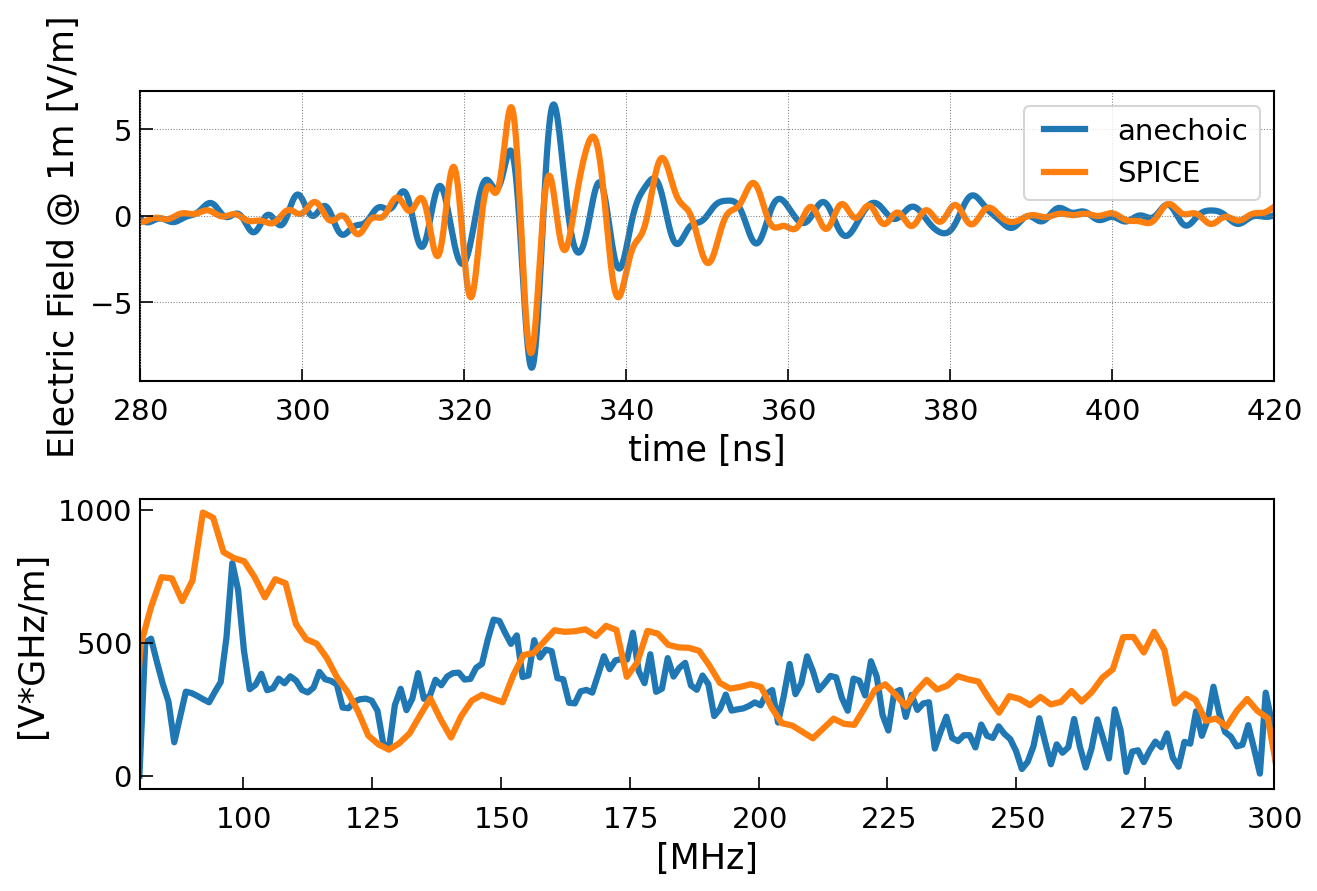 Electric Field @ 1m [V/m]
5
0
−5
anechoic
SPICE
280 300 320 340 360 380 400 420
time [ns]
[V*GHz/m]
1000
500
0
100 125 150 175 200 225 250 275 300
[MHz]